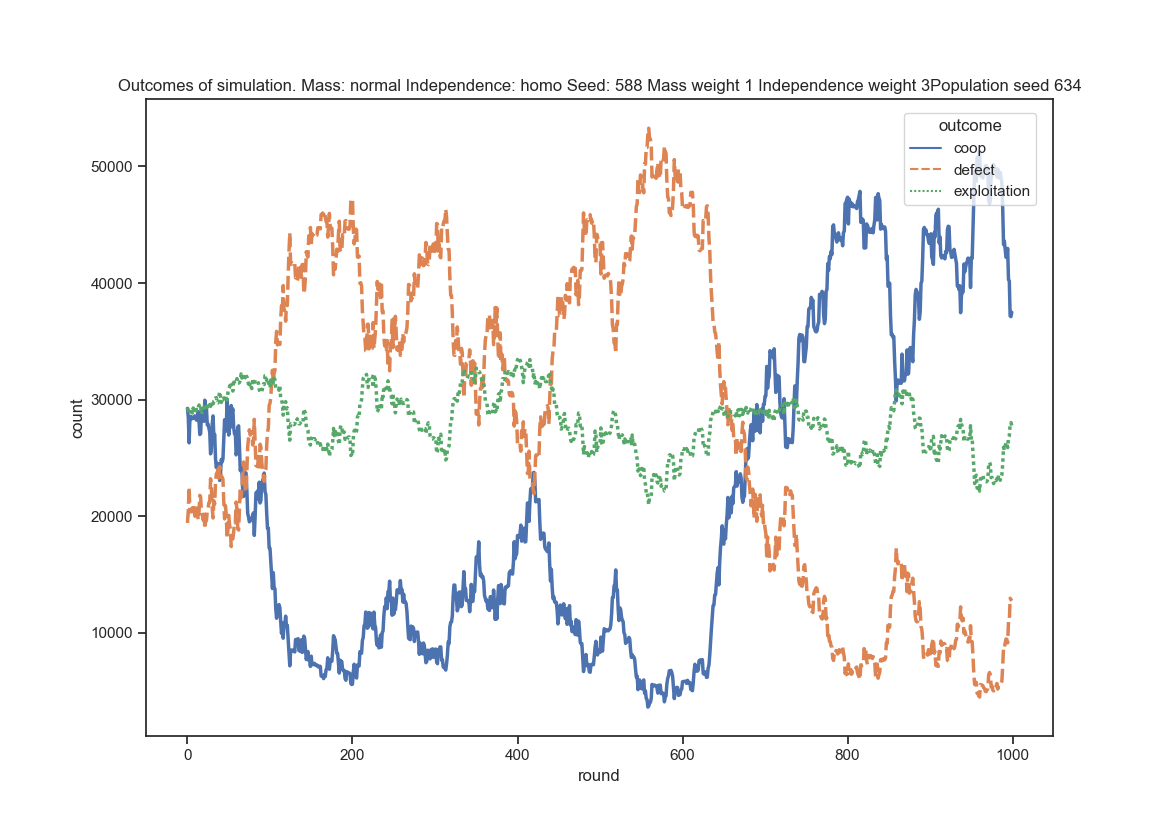 Outcomes of simulation. Mass: normal Independence: homo Seed: 588 Mass weight 1 Independence weight 3Population seed 634
outcome
coop
defect
exploitation
50000
40000
30000
20000
10000
count
0 200 400 600 800 1000
round